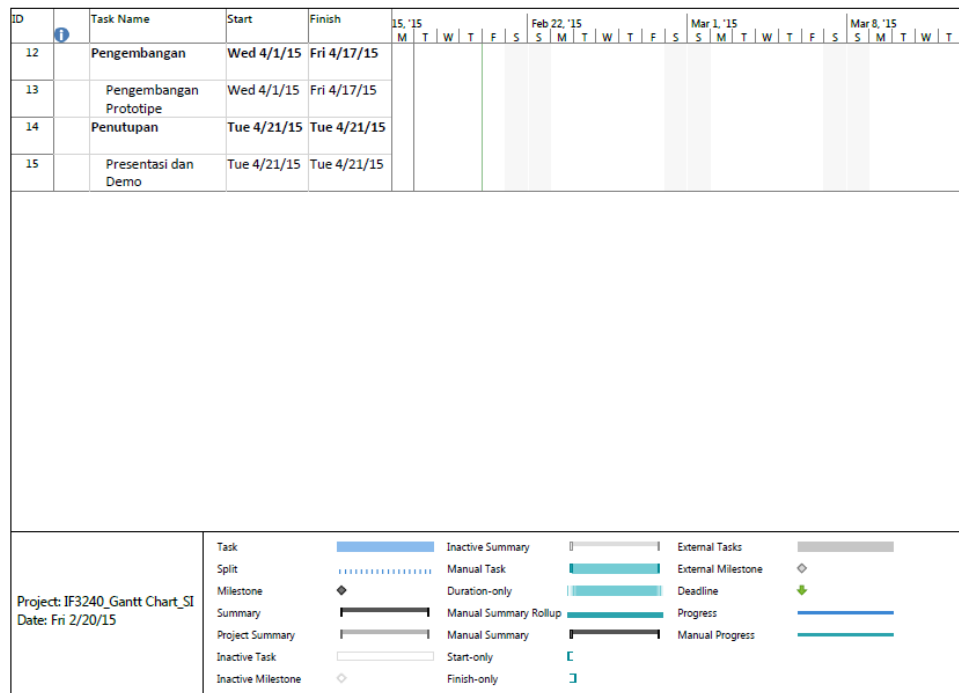 ID Task Name Start Finish 15, '15 Feb 22, '15 Mar 1, '15 Mar 8, '15
M T W T F S S M T W T F S S M T W T F S S M T W T
12 Pengembangan Wed 4/1/15 Fri 4/17/15
13 Pengembangan Wed 4/1/15 Fri 4/17/15
Prototipe
14 Penutupan Tue 4/21/15 Tue 4/21/15
15 Presentasi dan Tue 4/21/15 Tue 4/21/15
Demo
Project: IF3240_Gantt Chart_SI
Date: Fri 2/20/15
Task Inactive Summary External Tasks
Split Manual Task External Milestone
Milestone Duration-only Deadline
Summary Manual Summary Rollup Progress
Project Summary Manual Summary Manual Progress
Inactive Task Start-only
Inactive Milestone Finish-only